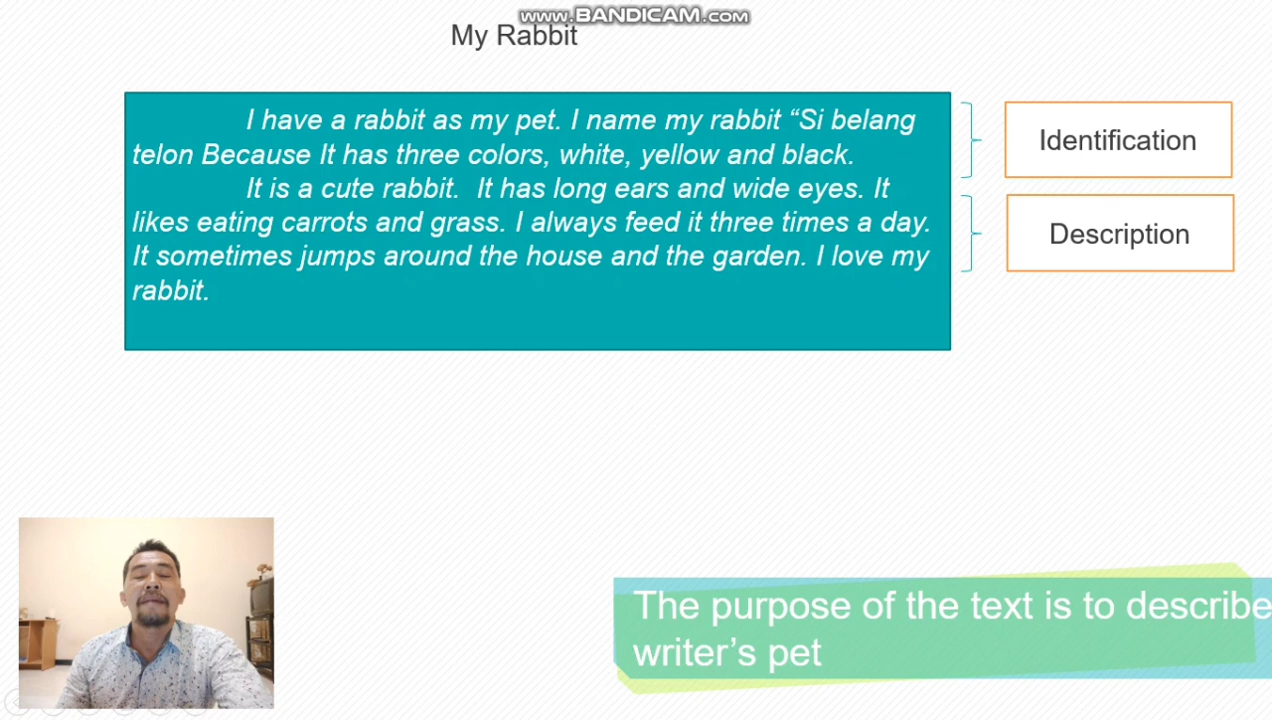 www.BANDICAM.com
My Rabbit
I have a rabbit as my pet. I name my rabbit “Si belang
telon Because It has three colors, white, yellow and black.
It is a cute rabbit. It has long ears and wide eyes. It
likes eating carrots and grass. I always feed it three times a day.
It sometimes jumps around the house and the garden. I love my
rabbit.
Identification
Description
The purpose of the text is to describe
writer’s pet